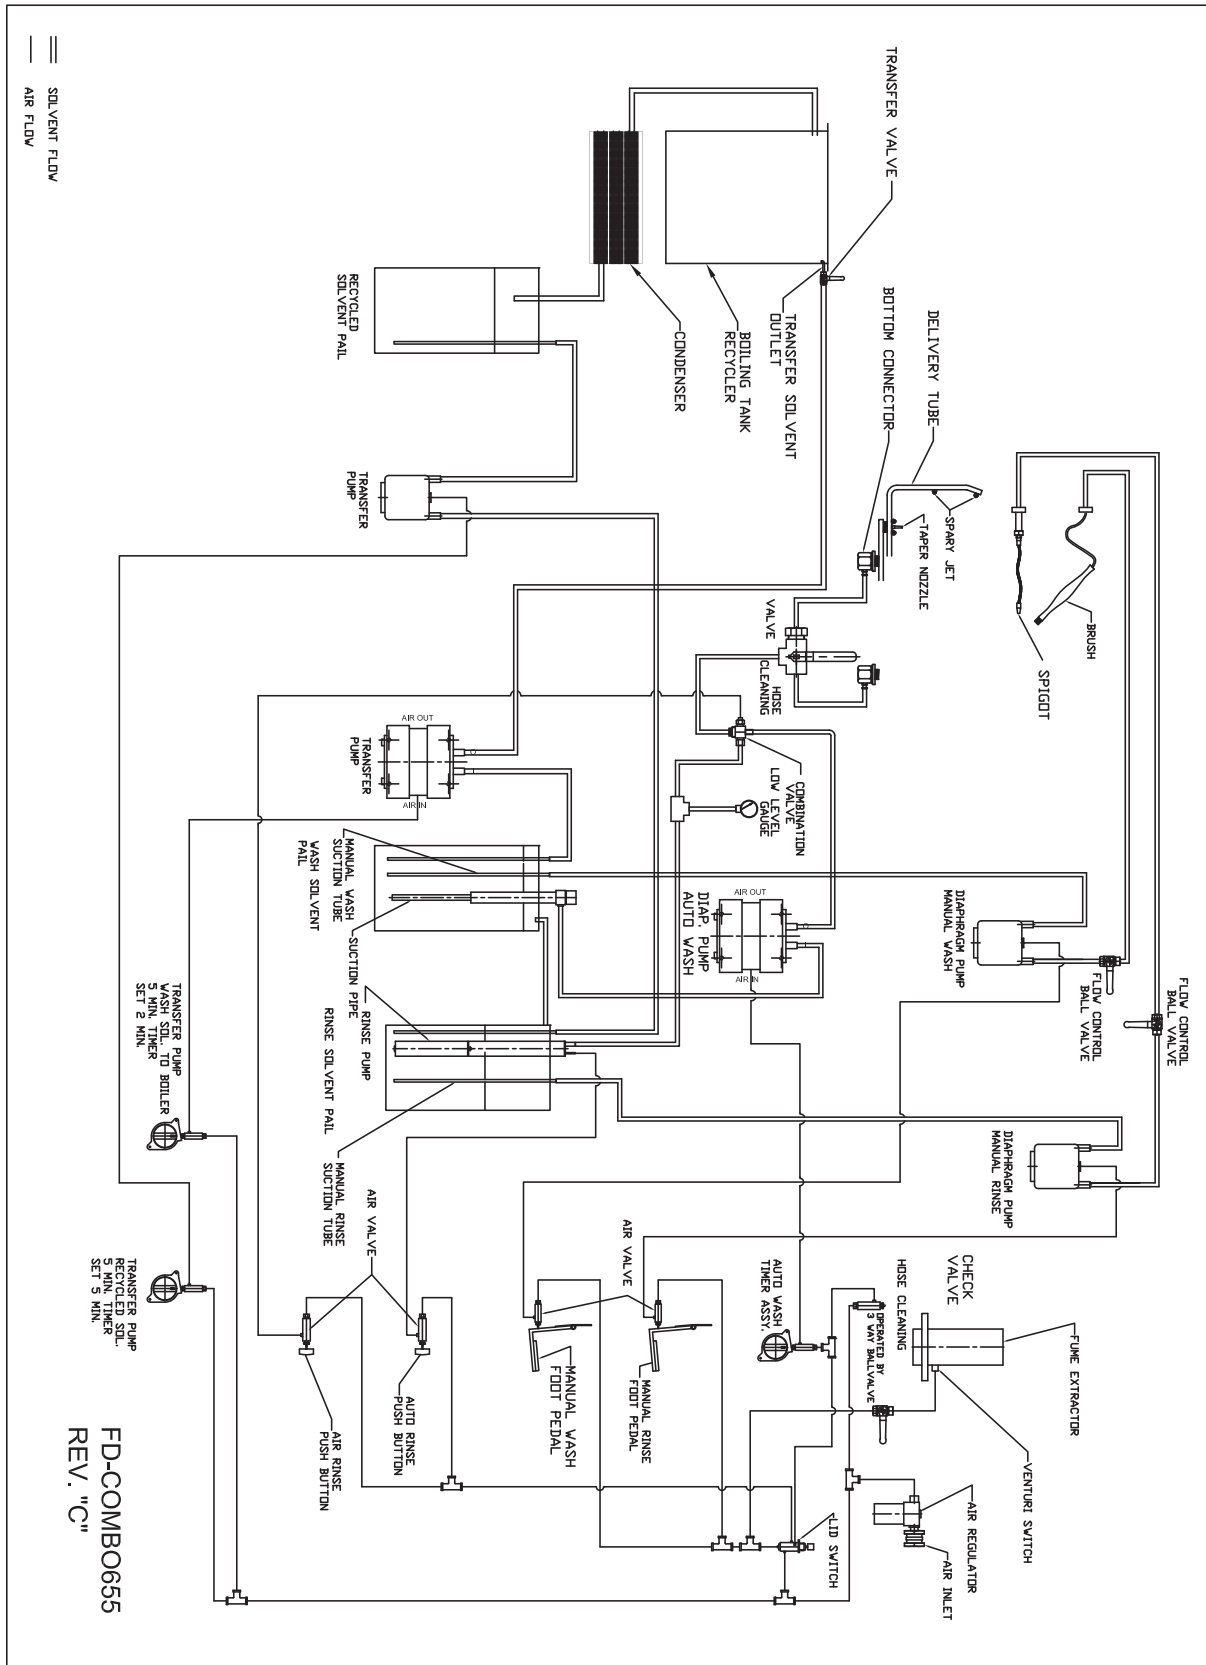 FLOW CONTROL
BALL VALVE
FLOW CONTROL
BALL VALVE
BRUSH
SPIGOT
FUME EXTRACTOR
VENTURI SWITCH
DIAPHRAGM PUMP
MANUAL WASH
DIAPHRAGM PUMP
MANUAL RINSE
CHECK
VALVE
AIR REGULATOR
AIR INLET
DELIVERY TUBE
SPARY JET
TAPER NOZZLE
HOSE CLEANING
OPERATED BY
3 WAY BALLVALVE
TRANSFER VALVE
BOTTOM CONNECTOR
LID SWITCH
VALVE
HOSE
CLEANING
COMBINATION
VALVE
LOW LEVEL
GAUGE
AUTO WASH
TIMER ASSY.
TRANSFER SOLVENT
OUTLET
BOILING TANK
RECYCLER
CONDENSER
AIR OUT
AIR IN
DIAP. PUMP
AUTO WASH
AIR VALVE
MANUAL RINSE
FOOT PEDAL
MANUAL WASH
FOOT PEDAL
AIR OUT
AIR IN
TRANSFER
PUMP
RECYCLED
SOLVENT PAIL
TRANSFER
PUMP
MANUAL WASH
SUCTION TUBE
WASH SOLVENT
PAIL
SUCTION PIPE
RINSE PUMP
RINSE SOLVENT PAIL
MANUAL RINSE
SUCTION TUBE
AIR VALVE
AUTO RINSE
PUSH BUTTON
AIR RINSE
PUSH BUTTON
TRANSFER PUMP
WASH SOL. TO BOILER
5 MIN. TIMER
SET 2 MIN.
TRANSFER PUMP
RECYCLED SOL.
5 MIN. TIMER
SET 5 MIN.
SOLVENT FLOW
AIR FLOW
FD-COMBO655
REV. "C"